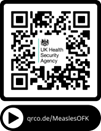 UK Health
Security
Agency
qrco.de/MeaslesOFK